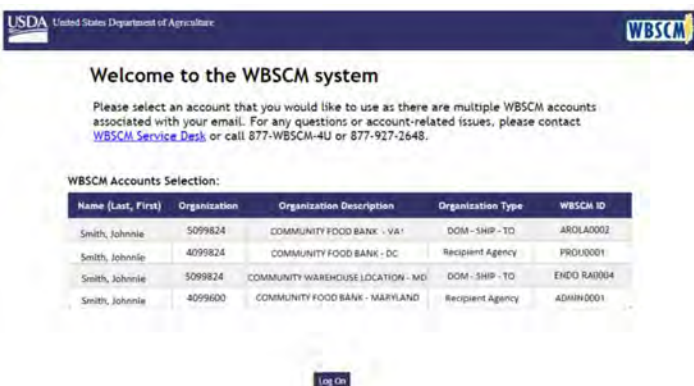 USDA United States Department of Agriculture
WBSCM
Welcome to the WBSCM system
Please select an account that you would like to use as there are multiple WBSCM accounts
associated with your email. For any questions or account-related issues, please contact
WBSCM Service Desk or call 877-WBSCM-4U or 877-927-2648.
WBSCM Accounts Selection:
Name (Last, First) Organization Organization Description Organization Type WBSCM ID
Smith, Johnnie 5099824 COMMUNITY FOOD BANK - VA1 DOM - SHIP - TO AROLA0002
Smith, Johnnie 4099824 COMMUNITY FOOD BANK - DC Recipient Agency PROU0001
Smith, Johnnie 5099824 COMMUNITY WAREHOUSE LOCATION - MD DOM - SHIP - TO ENDO RA0004
Smith, Johnnie 4099600 COMMUNITY FOOD BANK - MARYLAND Recipient Agency ADMIN0001
Log On